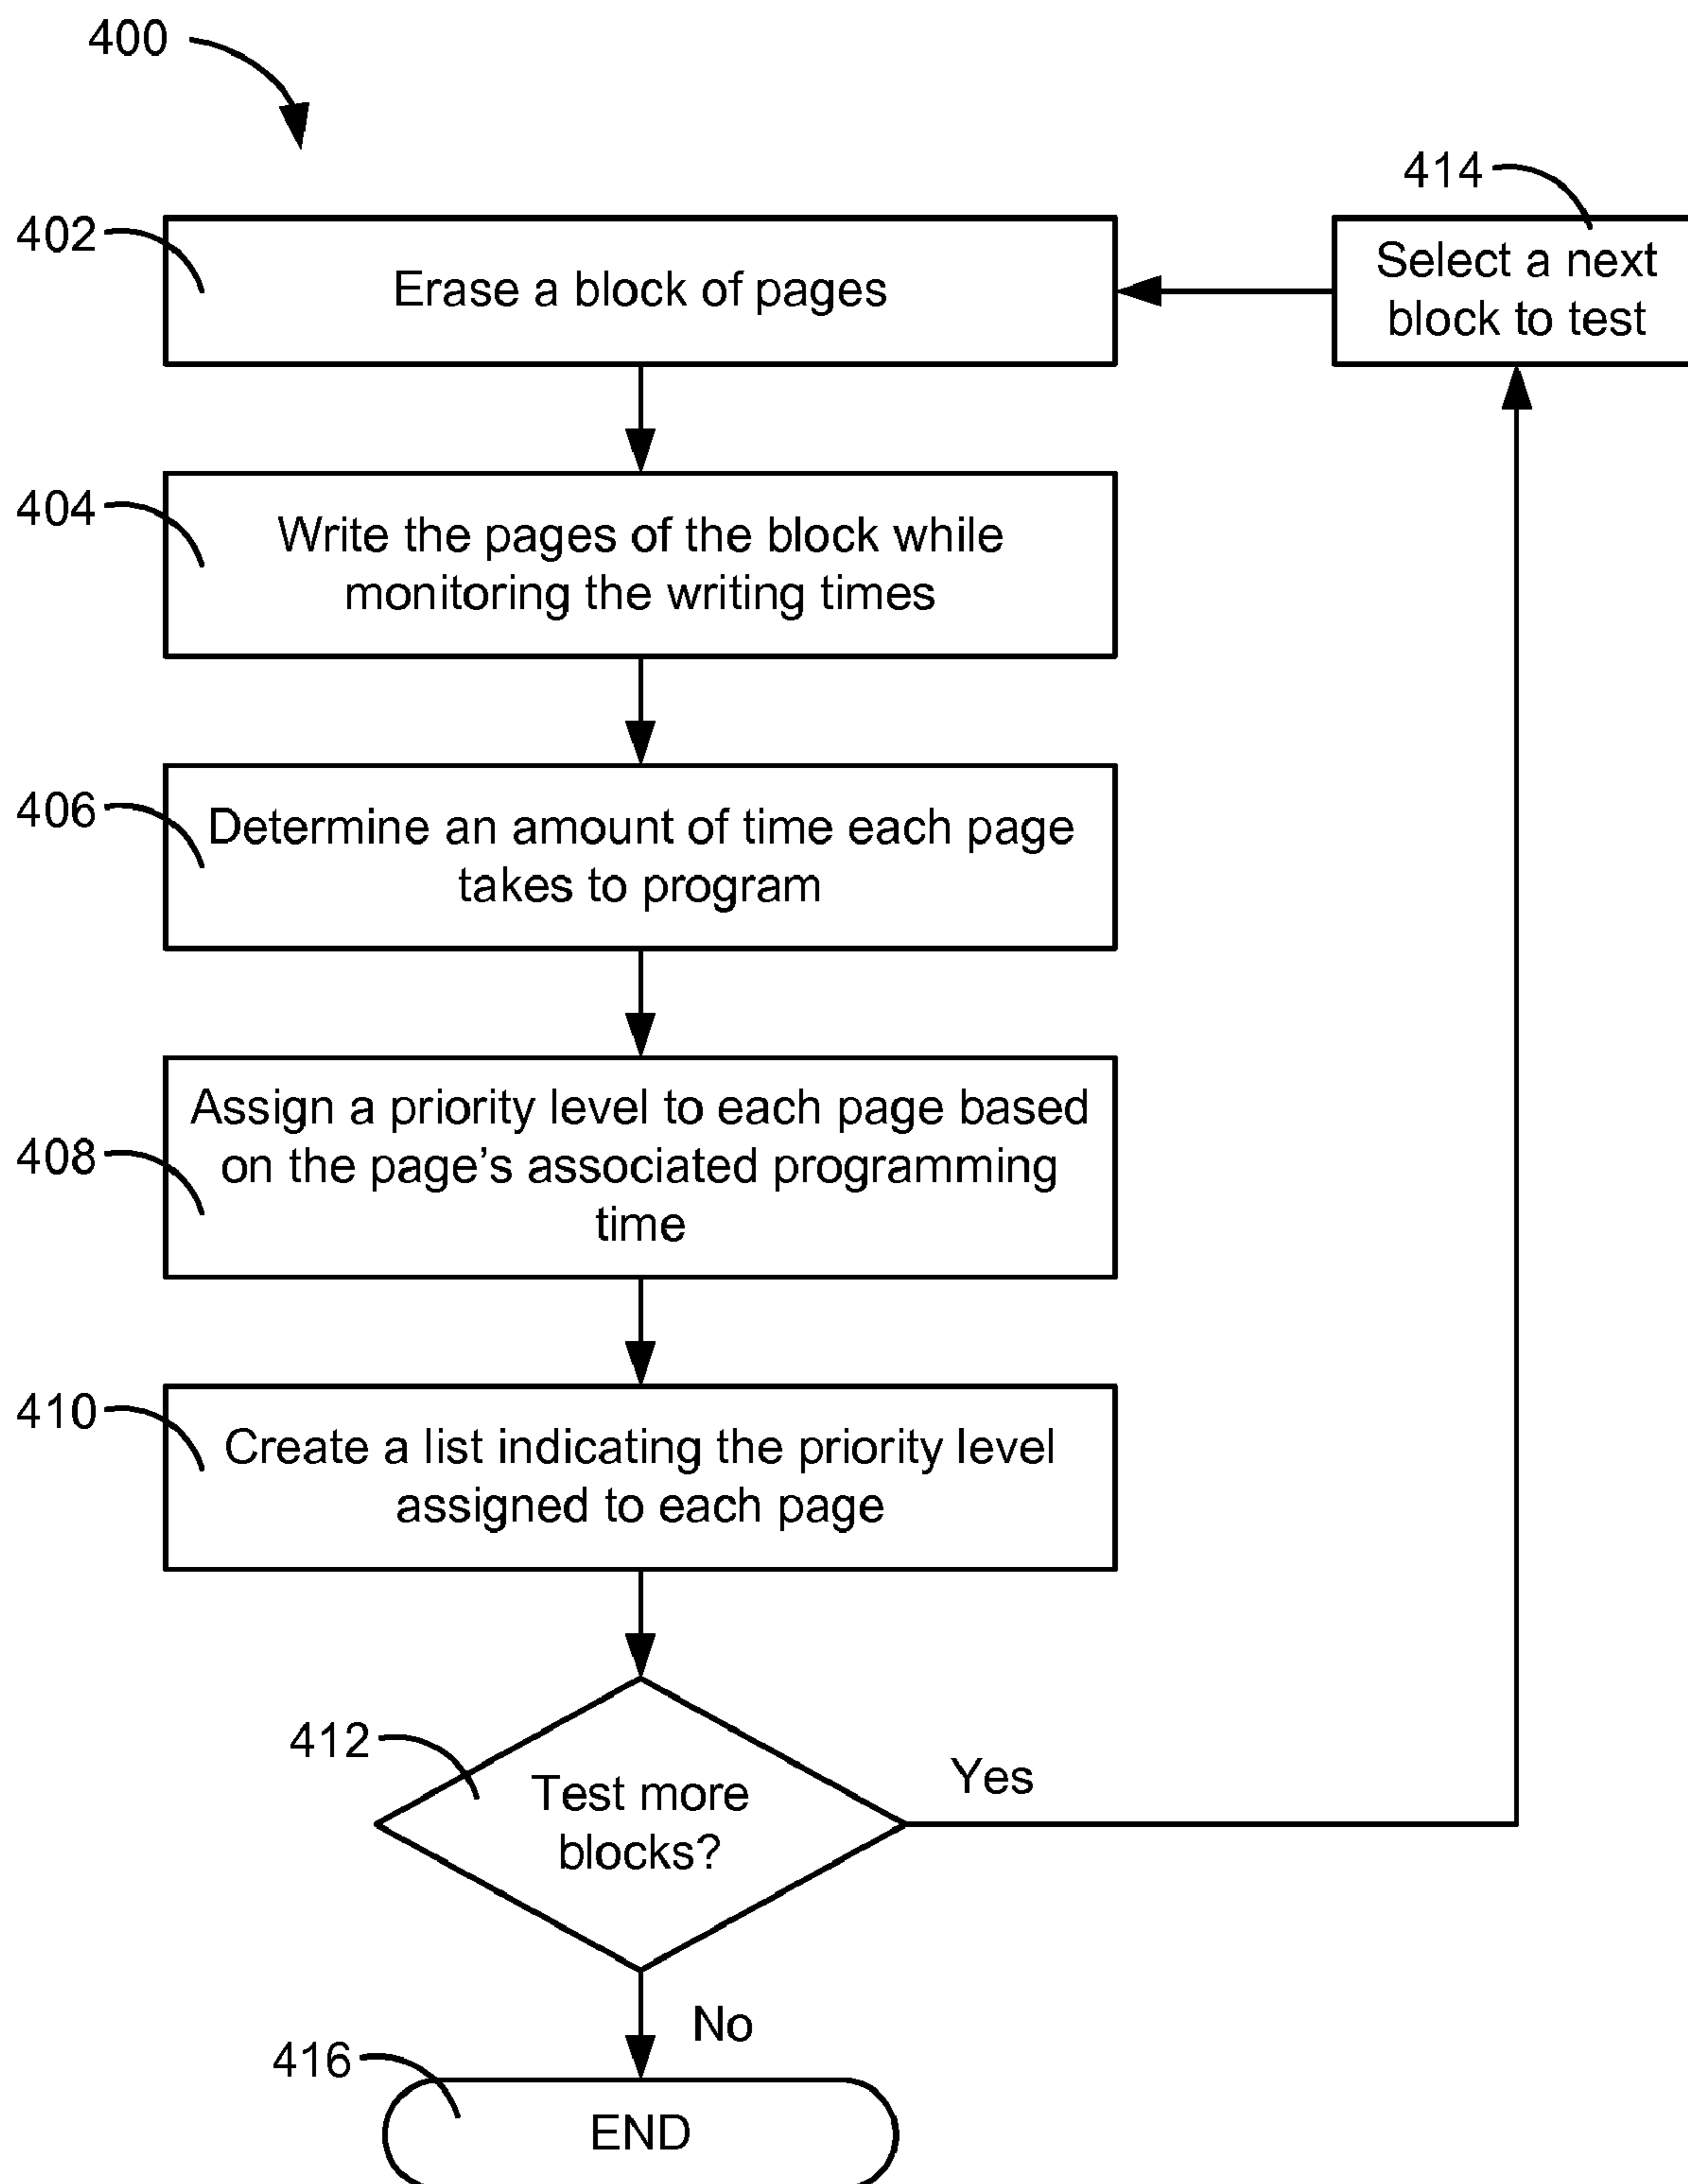 400
414
Select a next
block to test
402
Erase a block of pages
404
Write the pages of the block while
monitoring the writing times
406
Determine an amount of time each page
takes to program
408
Assign a priority level to each page based
on the page's associated programming
time
410
Create a list indicating the priority level
assigned to each page
412
Test more
blocks?
Yes
No
416
END